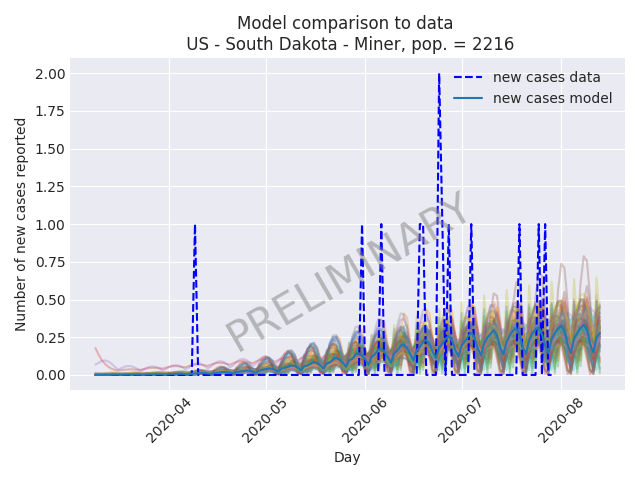 Model comparison to data
US - South Dakota - Miner, pop. = 2216
new cases data
new cases model
Number of new cases reported
2.00
1.75
1.50
1.25
1.00
0.75
0.50
0.25
0.00
PRELIMINARY
2020-04
2020-05
2020-06
2020-07
2020-08
Day